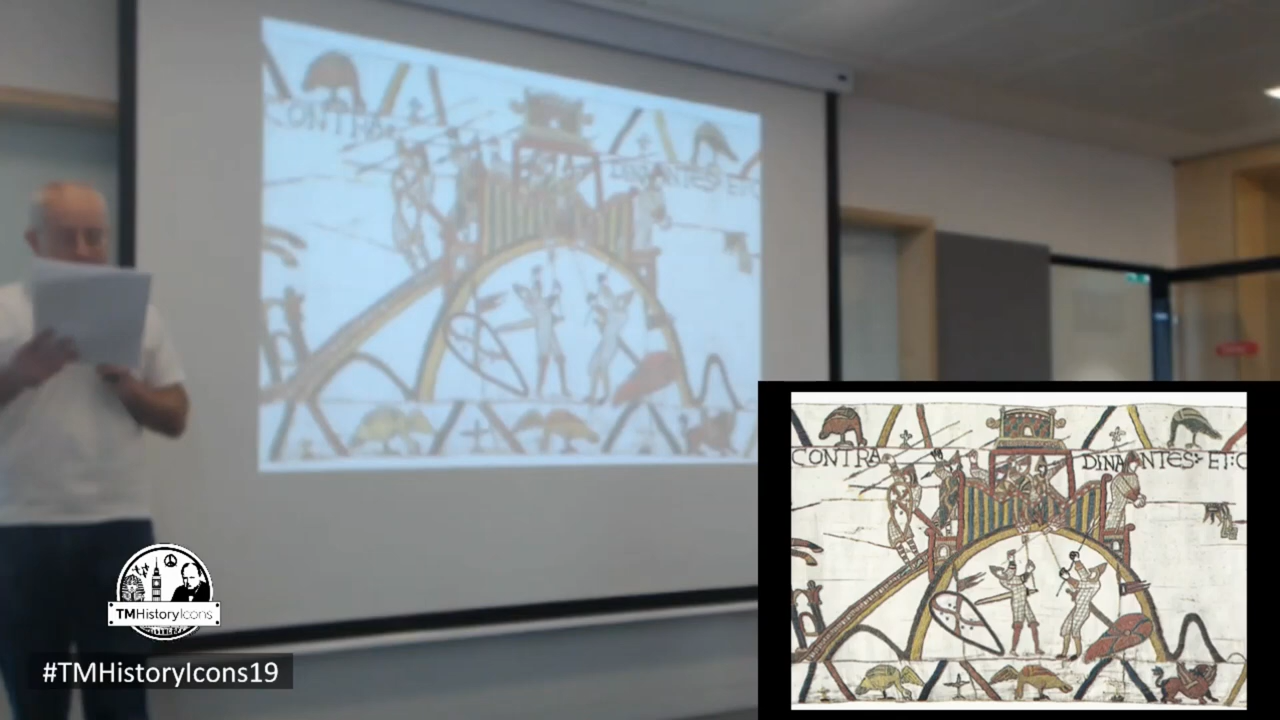 CONTRA
DINANTES ET
CONTRA
DINANTES: ET: C
TMHistoryIcons
#TMHistoryIcons19